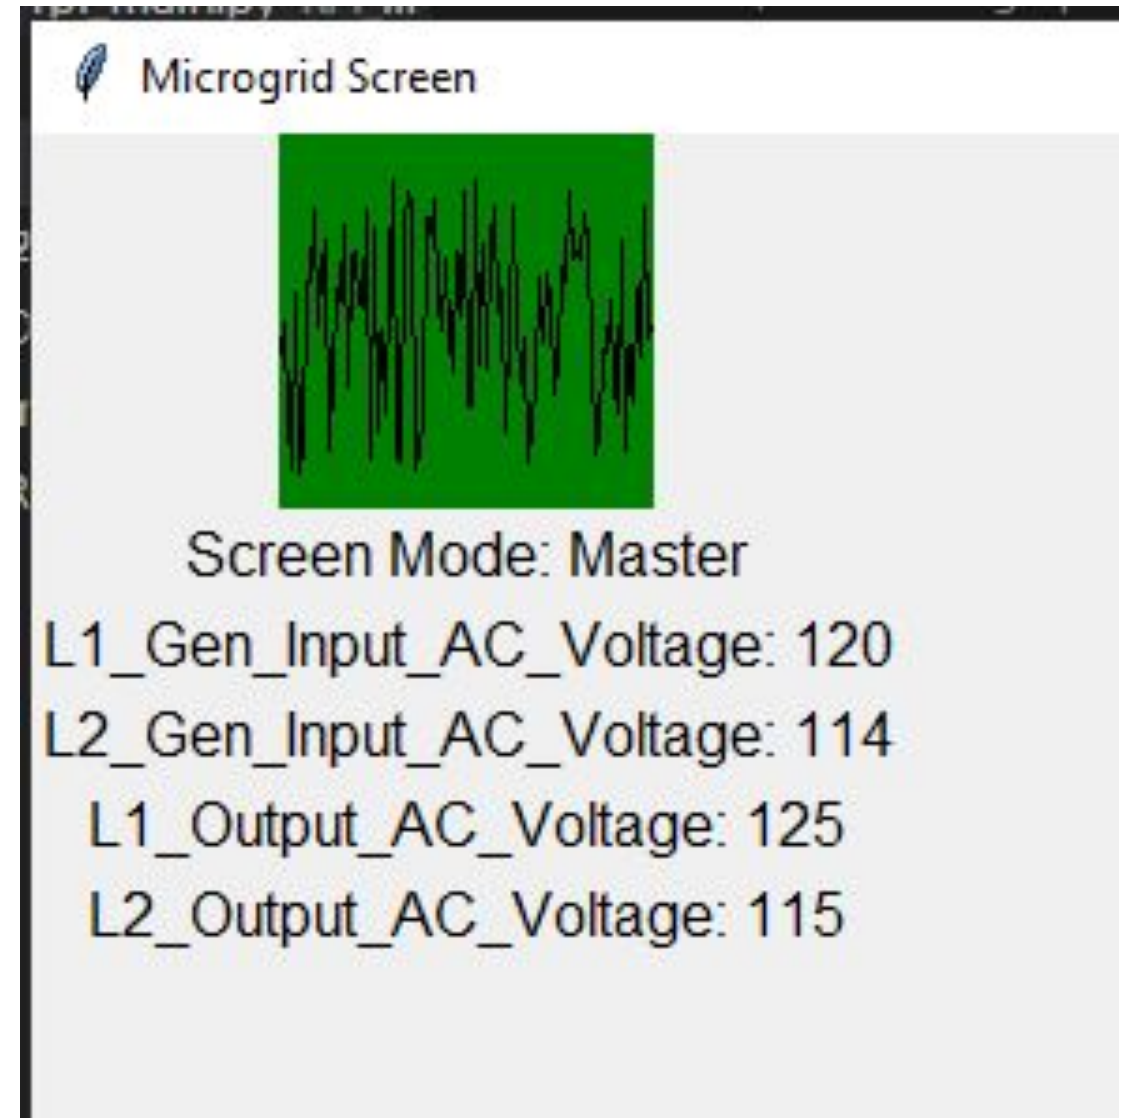 Microgrid Screen
Screen Mode: Master
L1_Gen_Input_AC_Voltage: 120
L2_Gen_Input_AC_Voltage: 114
L1_Output_AC_Voltage: 125
L2_Output_AC_Voltage: 115